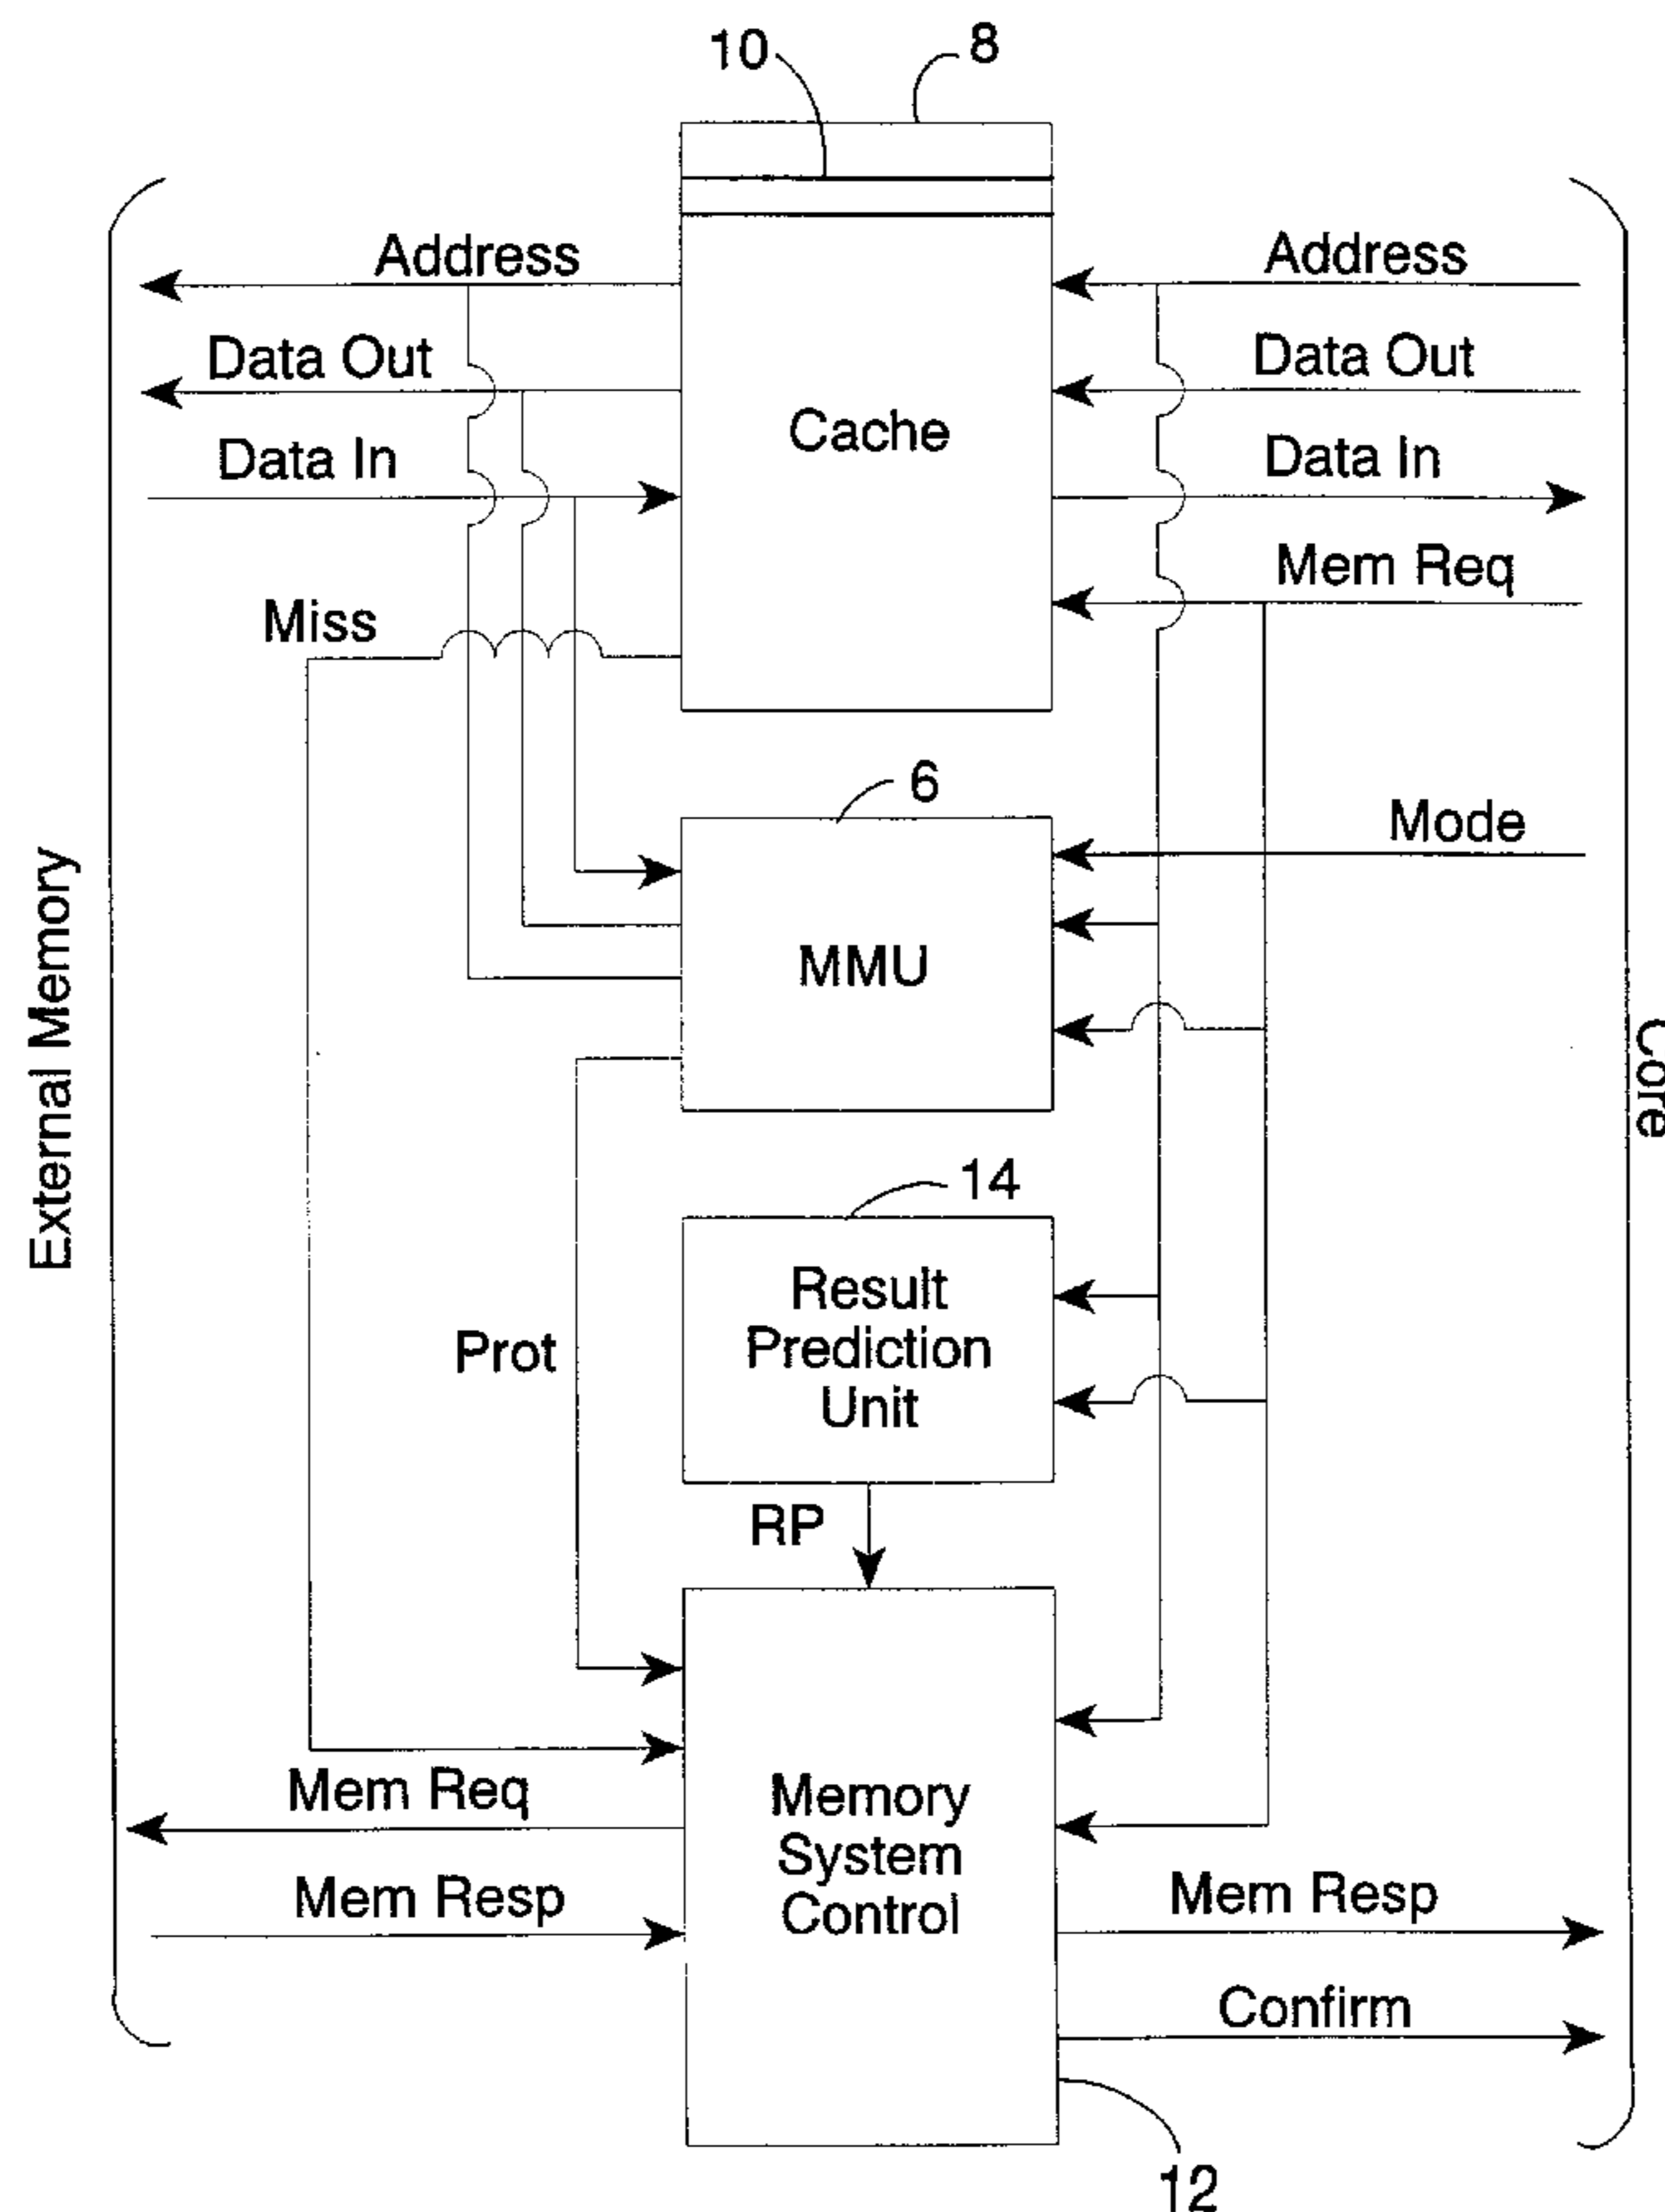 10
8
Address
Address
Data Out
Data Out
Cache
Data In
Data In
Mem Req
Miss
6
Mode
MMU
External Memory
Core
14
Result
Prediction
Unit
Prot
RP
Mem Req
Memory
System
Control
Mem Resp
Mem Resp
Confirm
12